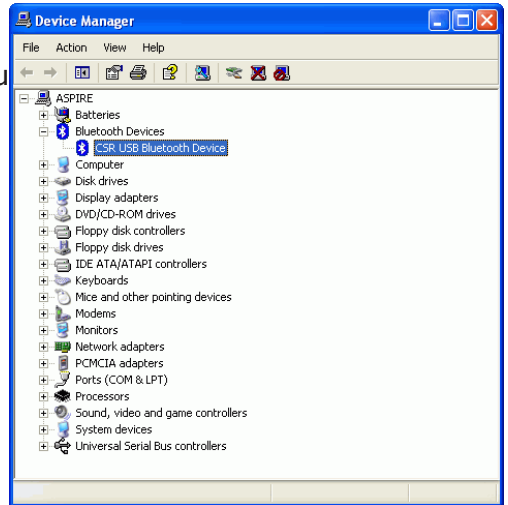 Device Manager
File Action View Help
u
ASPIRE
Batteries
Bluetooth Devices
CSR USB Bluetooth Device
Computer
Disk drives
Display adapters
DVD/CD-ROM drives
Floppy disk controllers
Floppy disk drives
IDE ATA/ATAPI controllers
Keyboards
Mice and other pointing devices
Modems
Monitors
Network adapters
PCMCIA adapters
Ports (COM & LPT)
Processors
Sound, video and game controllers
System devices
Universal Serial Bus controllers